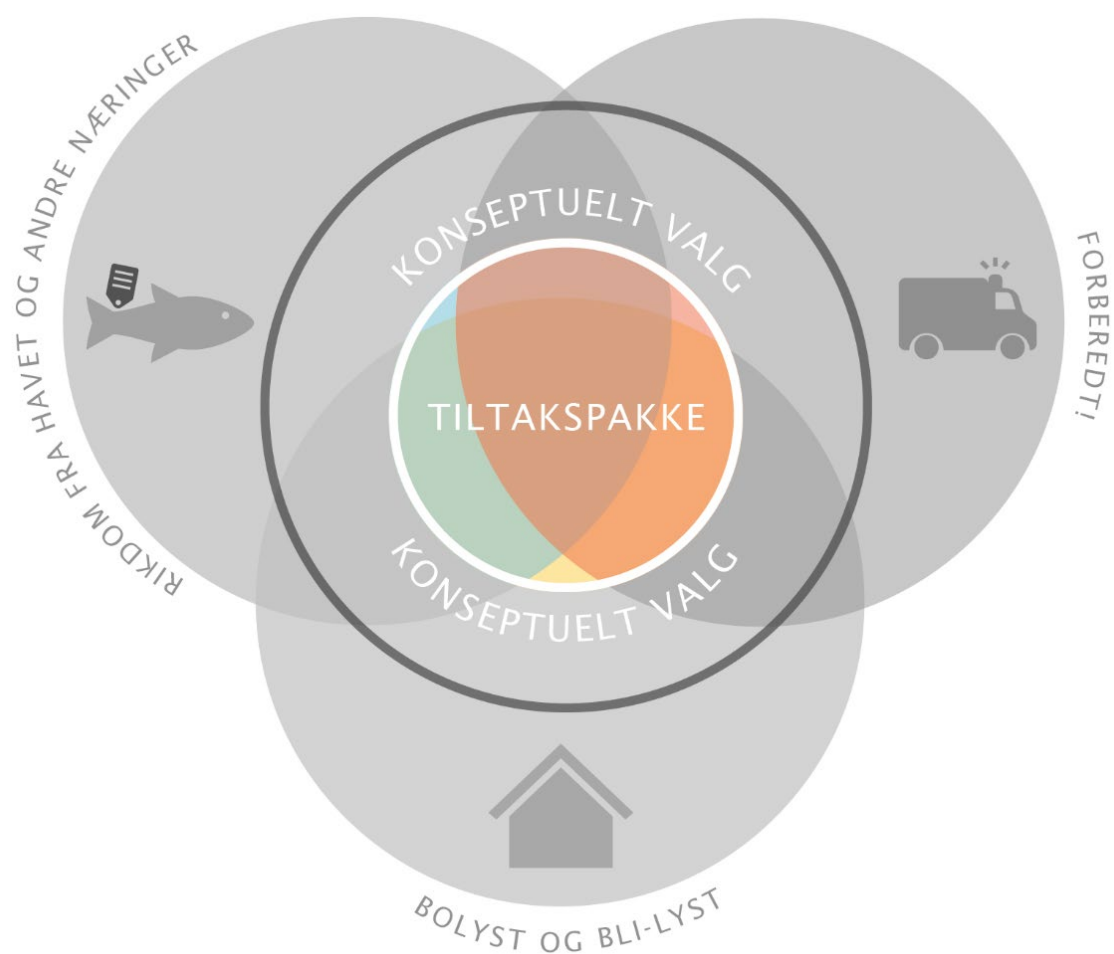 RIKDOM FRA HAVET OG ANDRE NÆRINGER
FORBEREDT!
KONSEPTUELT VALG
TILTAKSPAKKE
KONSEPTUELT VALG
BOLYST OG BLI-LYST